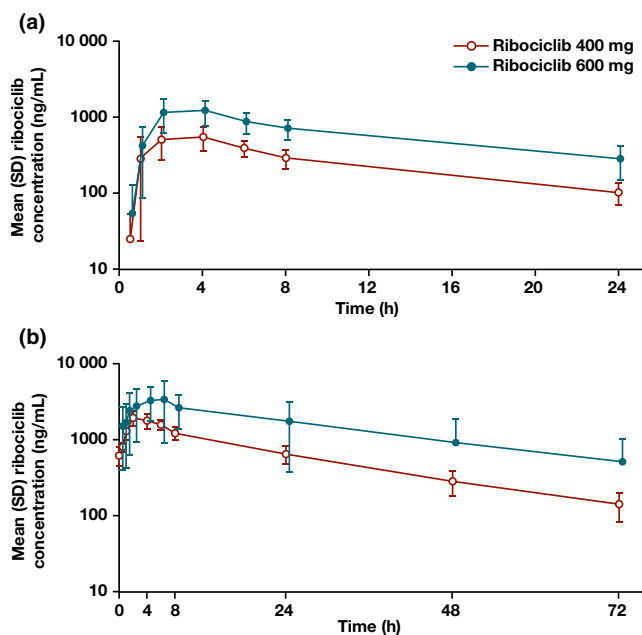 (a)
10 000
1000
100
10
Mean (SD) ribociclib
concentration (ng/mL)
Ribociclib 400 mg
Ribociclib 600 mg
0 4 8 12 16 20 24
Time (h)
(b)
10 000
1000
100
10
Mean (SD) ribociclib
concentration (ng/mL)
0 4 8 24 48 72
Time (h)